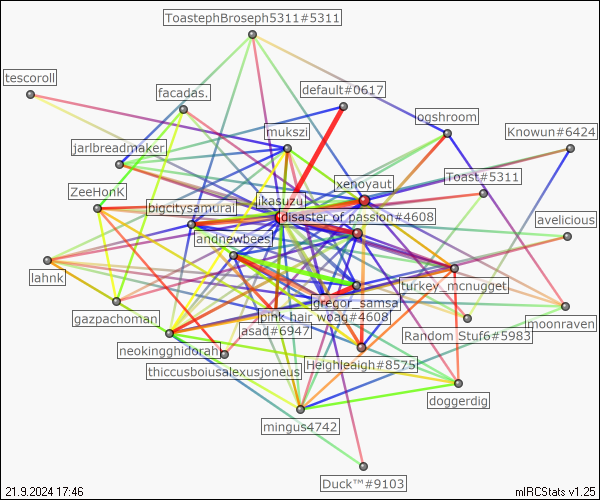 ToastephBroseph5311#5311
tescoroll
facadas.
default#0617
ogshroom
mukszi
Knowun#6424
jarlbreadmaker
Toast#5311
xenoyaut
ZeeHonK
ikasuzu
bigcitysamurai
disaster of passion#4608
avelicious
andnewbees
lahnk
turkey_mcnugget
gregor_samsa
gazpachoman
pink hair woag#4608
moonraven
asad#6947
Random Stuf6#5983
neokingghidorah
Heighleigh#8575
thiccusboiusalexusjoneus
doggerdig
mingus4742
Duck™#9103
21.9.2024 17:46
mIRCStats v1.25